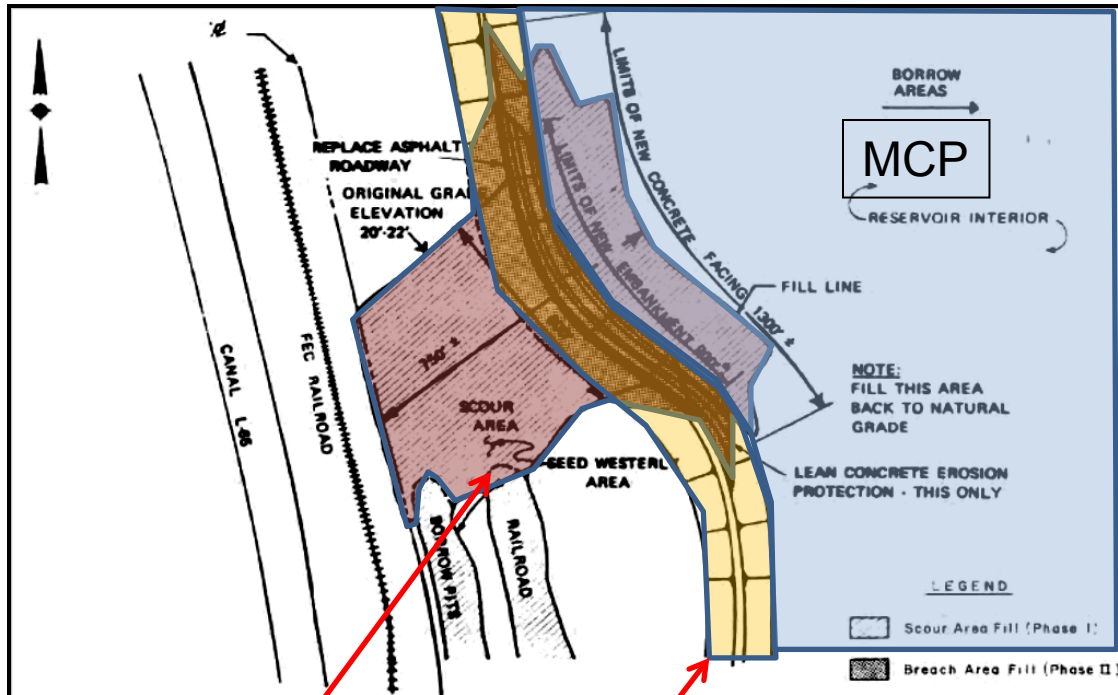 BORROW
AREAS
MCP
RESERVOIR INTERIOR
REPLACE ASPHALT
ROADWAY
ORIGINAL GRADE
ELEVATION
20'-22'
LIMITS OF NEW CONCRETE FACING 1300' ±
LIMITS OF NEW EMBANKMENT
FILL LINE
NOTE:
FILL THIS AREA
BACK TO NATURAL
GRADE
CANAL L-65
FEC RAILROAD
750' ±
SCOUR
AREA
SEED WESTERL
AREA
LEAN CONCRETE EROSION
PROTECTION - THIS ONLY
BORROW PITS
RAILROAD
LEGEND
Scour Area Fill (Phase I)
Breach Area Fill (Phase II)